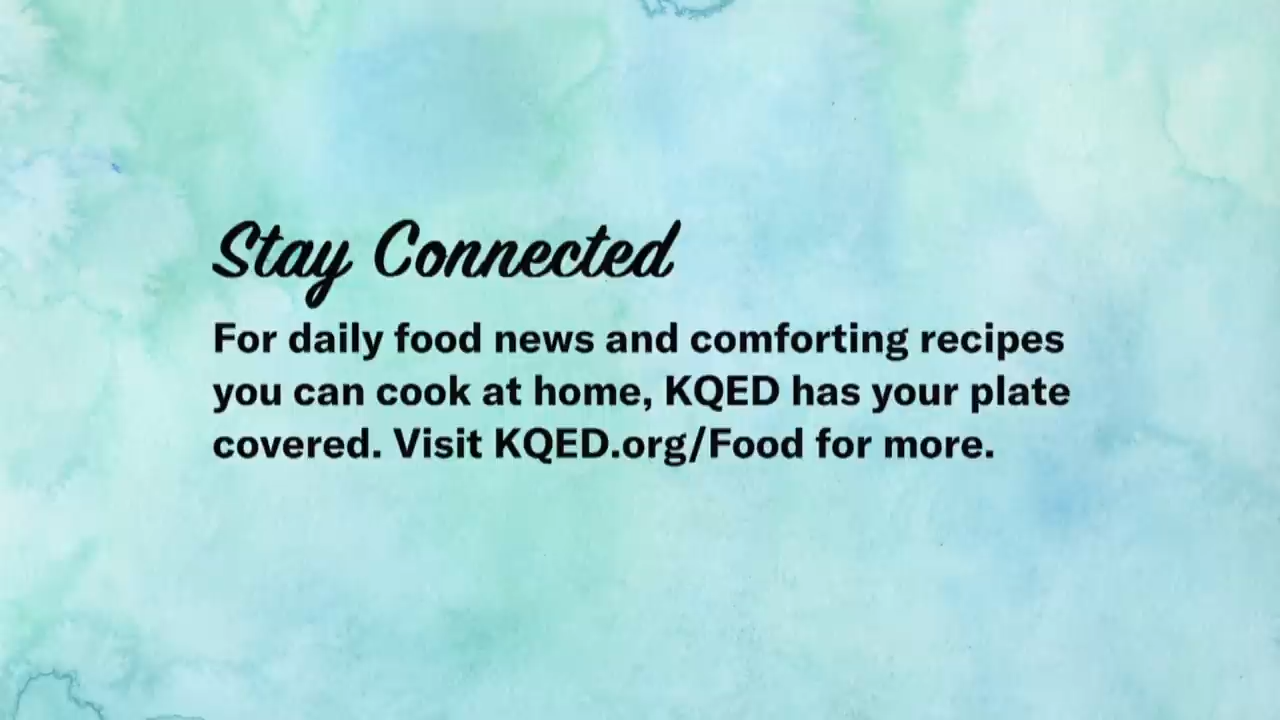 Stay Connected
For daily food news and comforting recipes
you can cook at home, KQED has your plate
covered. Visit KQED.org/Food for more.